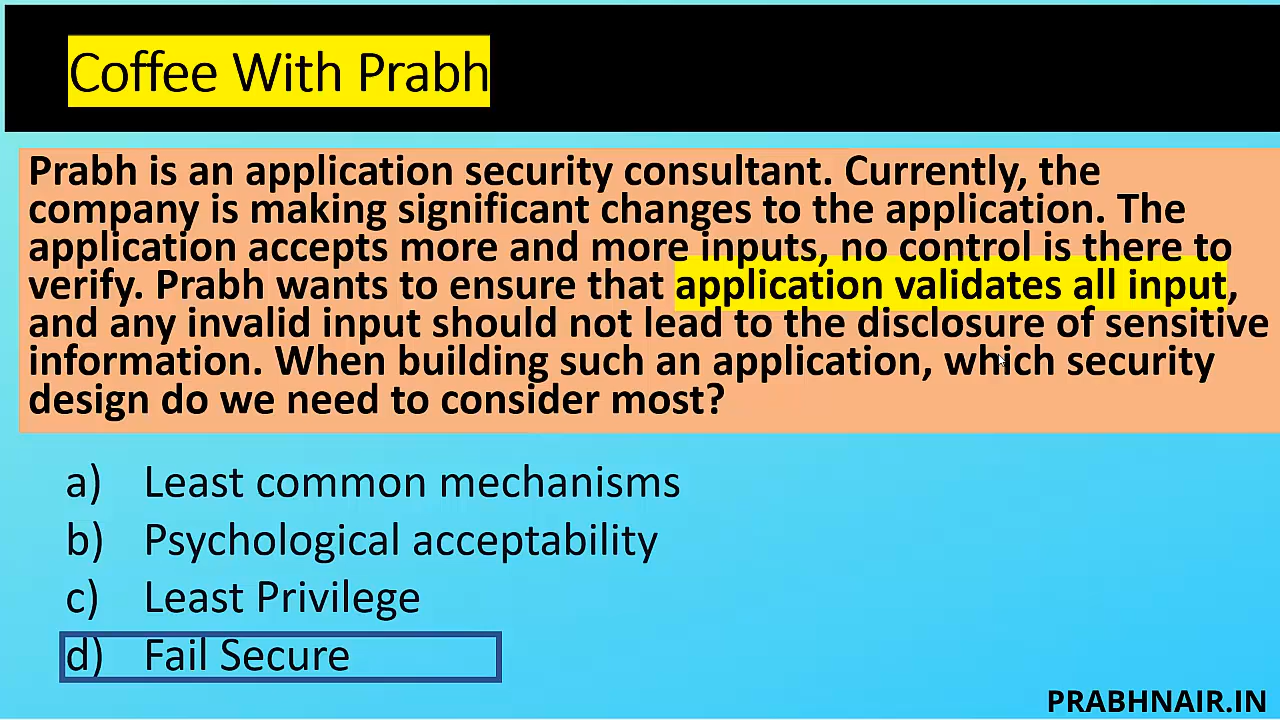 Coffee With Prabh
Prabh is an application security consultant. Currently, the
company is making significant changes to the application. The
application accepts more and more inputs, no control is there to
verify. Prabh wants to ensure that application validates all input,
and any invalid input should not lead to the disclosure of sensitive
information. When building such an application, which security
design do we need to consider most?
a) Least common mechanisms
b) Psychological acceptability
c) Least Privilege
d) Fail Secure
PRABHNAIR.IN